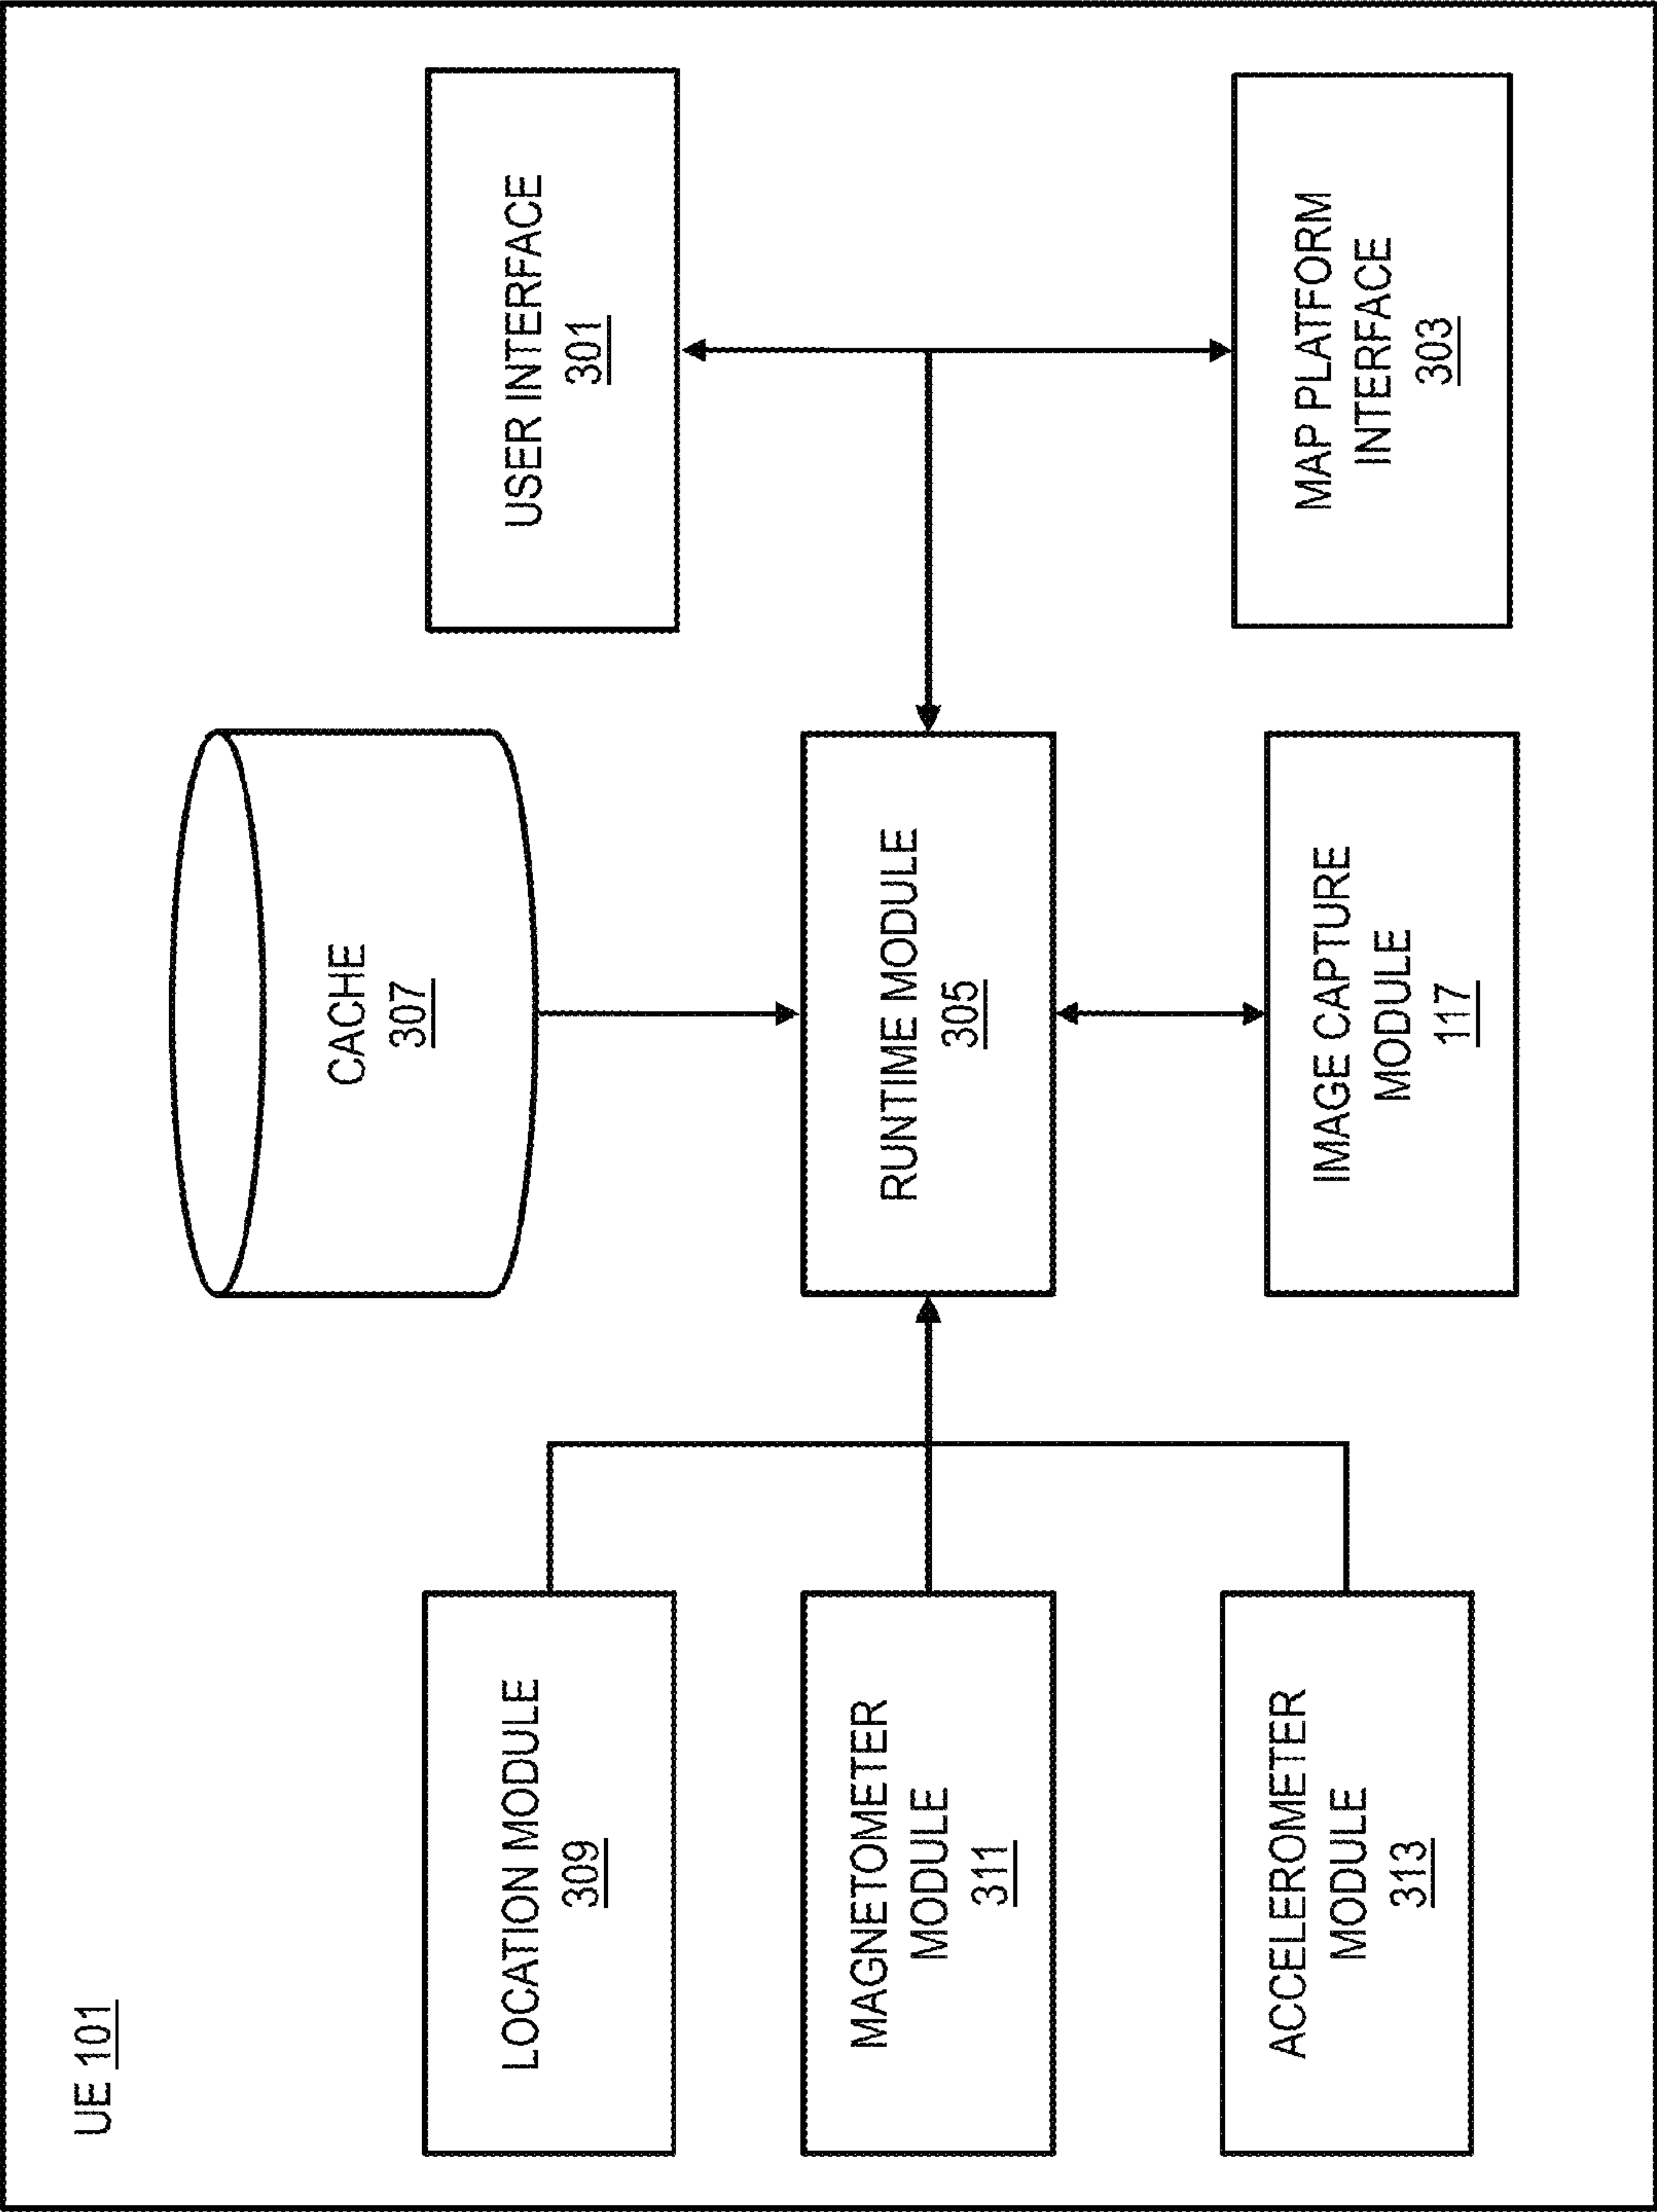 UE 101
CACHE
307
LOCATION MODULE
309
USER INTERFACE
301
MAGNETOMETER
MODULE
311
RUNTIME MODULE
305
ACCELEROMETER
MODULE
313
IMAGE CAPTURE
MODULE
117
MAP PLATFORM
INTERFACE
303